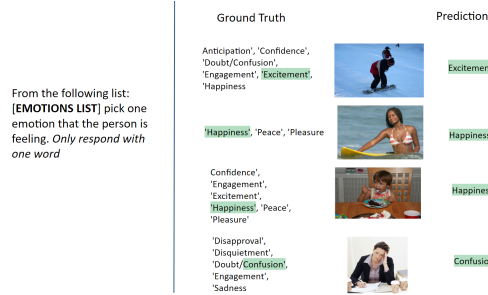 Ground Truth
Prediction
From the following list:
[EMOTIONS LIST] pick one
emotion that the person is
feeling. Only respond with
one word
Anticipation', 'Confidence',
'Doubt/Confusion',
'Engagement', 'Excitement',
'Happiness
Excitemen
'Happiness', 'Peace', 'Pleasure
Happiness
Confidence',
'Engagement',
'Excitement',
'Happiness', 'Peace',
'Pleasure'
Happines
'Disapproval',
'Disquietment',
'Doubt/Confusion',
'Engagement',
'Sadness
Confusio